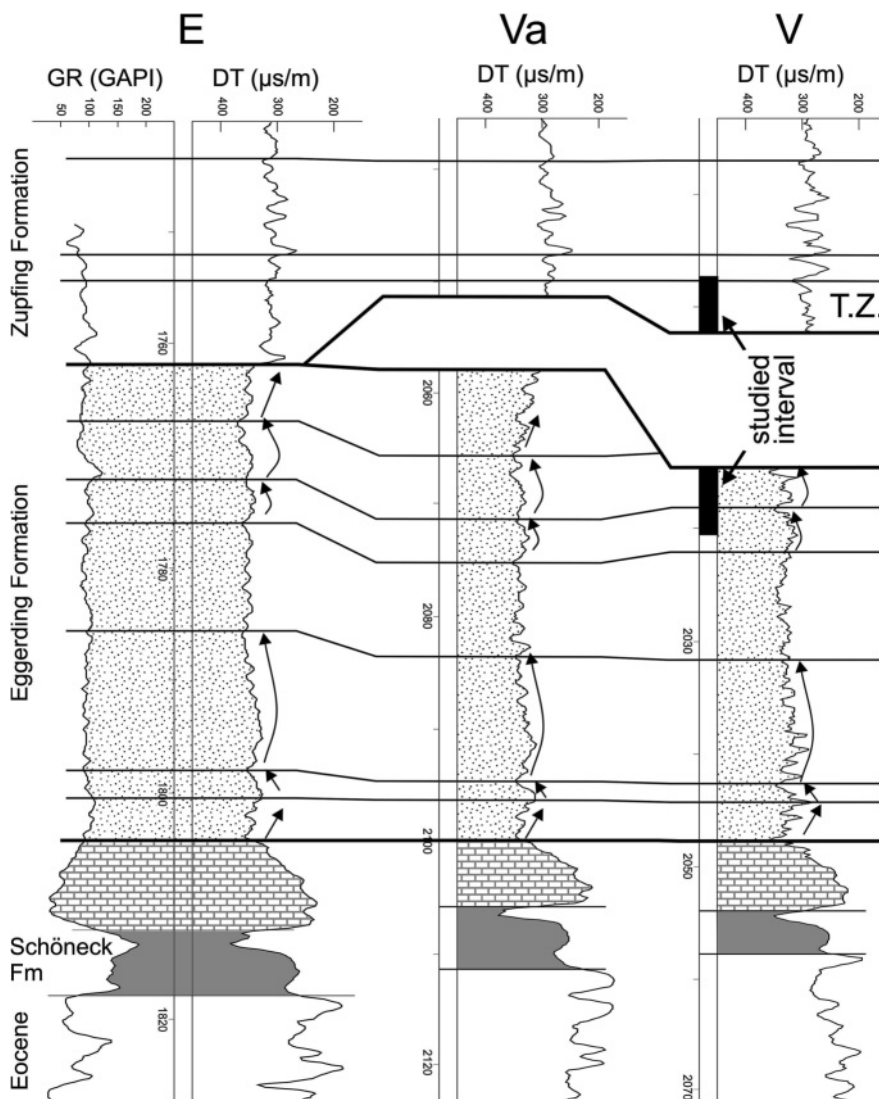 E
Va
V
GR (GAPI)
DT (µs/m)
DT (µs/m)
DT (µs/m)
50
100
200
400
300
200
400
300
200
400
300
200
Zupfing Formation
T.Z.
studied
interval
1760
2060
Eggerding Formation
1780
2080
2030
1800
2100
2050
Schöneck
Fm
Eocene
1820
2120
2070